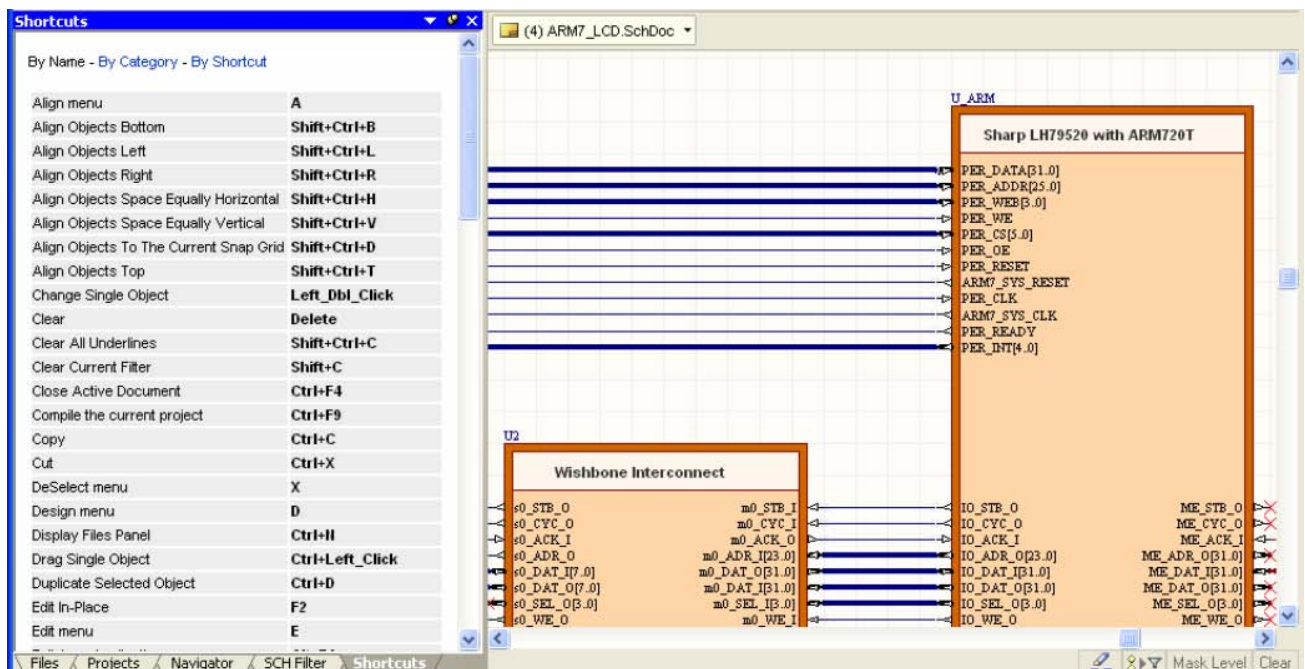 Shortcuts
By Name - By Category - By Shortcut
Align menu A
Align Objects Bottom Shift+Ctrl+B
Align Objects Left Shift+Ctrl+L
Align Objects Right Shift+Ctrl+R
Align Objects Space Equally Horizontal Shift+Ctrl+H
Align Objects Space Equally Vertical Shift+Ctrl+V
Align Objects To The Current Snap Grid Shift+Ctrl+D
Align Objects Top Shift+Ctrl+T
Change Single Object Left_Dbl_Click
Clear Delete
Clear All Underlines Shift+Ctrl+C
Clear Current Filter Shift+C
Close Active Document Ctrl+F4
Compile the current project Ctrl+F9
Copy Ctrl+C
Cut Ctrl+X
DeSelect menu X
Design menu D
Display Files Panel Ctrl+N
Drag Single Object Ctrl+Left_Click
Duplicate Selected Object Ctrl+D
Edit In-Place F2
Edit menu E
Files Projects Navigator SCH Filter Shortcuts
(4) ARM7_LCD.SchDoc
U_ARM
Sharp LH79520 with ARM720T
PER_DATA[31..0]
PER_ADDR[25..0]
PER_WEB[3..0]
PER_WE
PER_CS[5..0]
PER_OE
PER_RESET
ARM7_SYS_RESET
PER_CLK
ARM7_SYS_CLK
PER_READY
PER_INT[4..0]
U2
Wishbone Interconnect
s0_STB_O m0_STB_I IO_STB_O ME_STB_O
s0_CYC_O m0_CYC_I IO_CYC_O ME_CYC_O
s0_ACK_I m0_ACK_O IO_ACK_I ME_ACK_I
s0_ADR_O m0_ADR_I[23..0] IO_ADR_O[23..0] ME_ADR_O[31..0]
s0_DAT_I[7..0] m0_DAT_O[31..0] IO_DAT_I[31..0] ME_DAT_I[31..0]
s0_DAT_O[7..0] m0_DAT_I[31..0] IO_DAT_O[31..0] ME_DAT_O[31..0]
s0_SEL_O[3..0] m0_SEL_I[3..0] IO_SEL_O[3..0] ME_SEL_O[3..0]
s0_WE_O m0_WE_I IO_WE_O ME_WE_O
Mask Level Clear